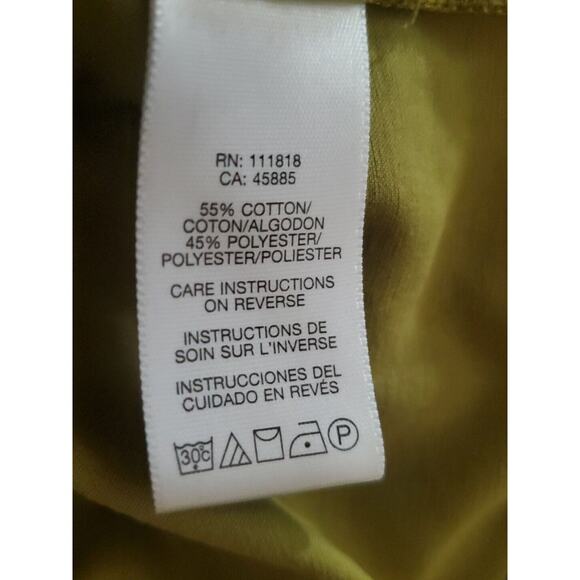 RN: 111818
CA: 45885
55% COTTON/
COTON/ALGODON
45% POLYESTER/
POLYESTER/POLIESTER
CARE INSTRUCTIONS
ON REVERSE
INSTRUCTIONS DE
SOIN SUR L'INVERSE
INSTRUCCIONES DEL
CUIDADO EN REVÉS
30°C P